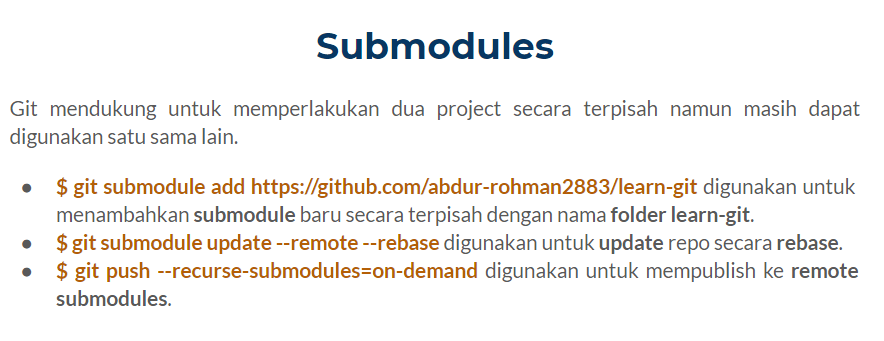 Submodules
Git mendukung untuk memperlakukan dua project secara terpisah namun masih dapat
digunakan satu sama lain.
● $ git submodule add https://github.com/abdur-rohman2883/learn-git digunakan untuk
menambahkan submodule baru secara terpisah dengan nama folder learn-git.
● $ git submodule update --remote --rebase digunakan untuk update repo secara rebase.
● $ git push --recurse-submodules=on-demand digunakan untuk mempublish ke remote
submodules.